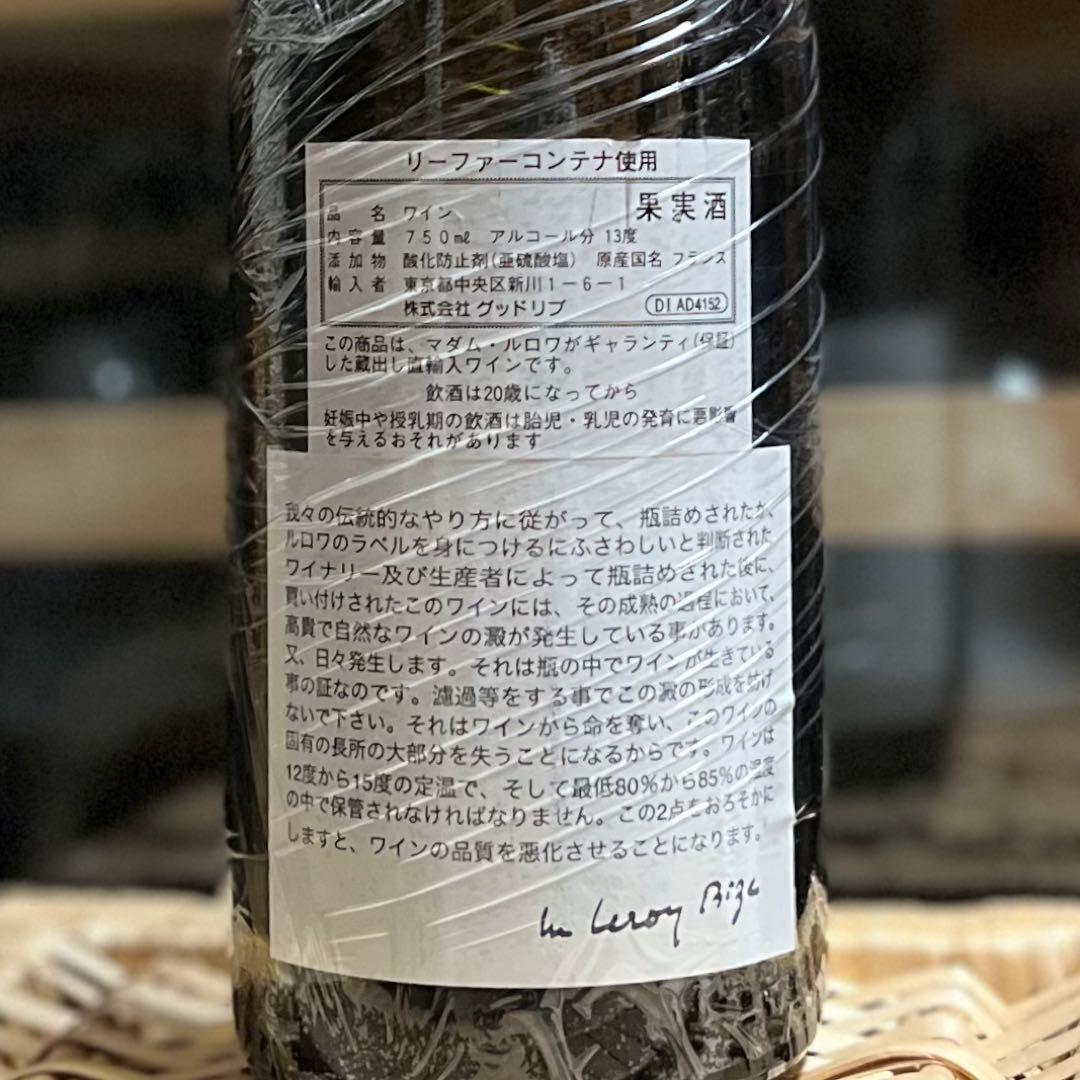 リーファーコンテナ使用
果実酒
品名 ワイン
内容量 750mℓ アルコール分 13度
添加物 酸化防止剤(亜硫酸塩) 原産国名 フランス
輸入者 東京都中央区新川1-6-1
株式会社 グッドリブ DI AD4152
この商品は、マダム・ルロワがギャランティ(保証)
した蔵出し直輸入ワインです。
飲酒は20歳になってから
妊娠中や授乳期の飲酒は胎児・乳児の発育に悪影響
を与えるおそれがあります
我々の伝統的なやり方に従がって、瓶詰めされたか、
ルロワのラベルを身につけるにふさわしいと判断された
ワイナリー及び生産者によって瓶詰めされた後に、
買い付けされたこのワインには、その成熟の過程において、
高貴で自然なワインの澱が発生している事があります。
又、日々発生します。それは瓶の中でワインが生きている
事の証なのです。濾過等をする事でこの澱の形成を妨げ
ないで下さい。それはワインから命を奪い、このワインの
固有の長所の大部分を失うことになるからです。ワインは
12度から15度の定温で、そして最低80%から85%の湿度
の中で保管されなければなりません。この2点をおろそかに
しますと、ワインの品質を悪化させることになります。
Leroy Bize